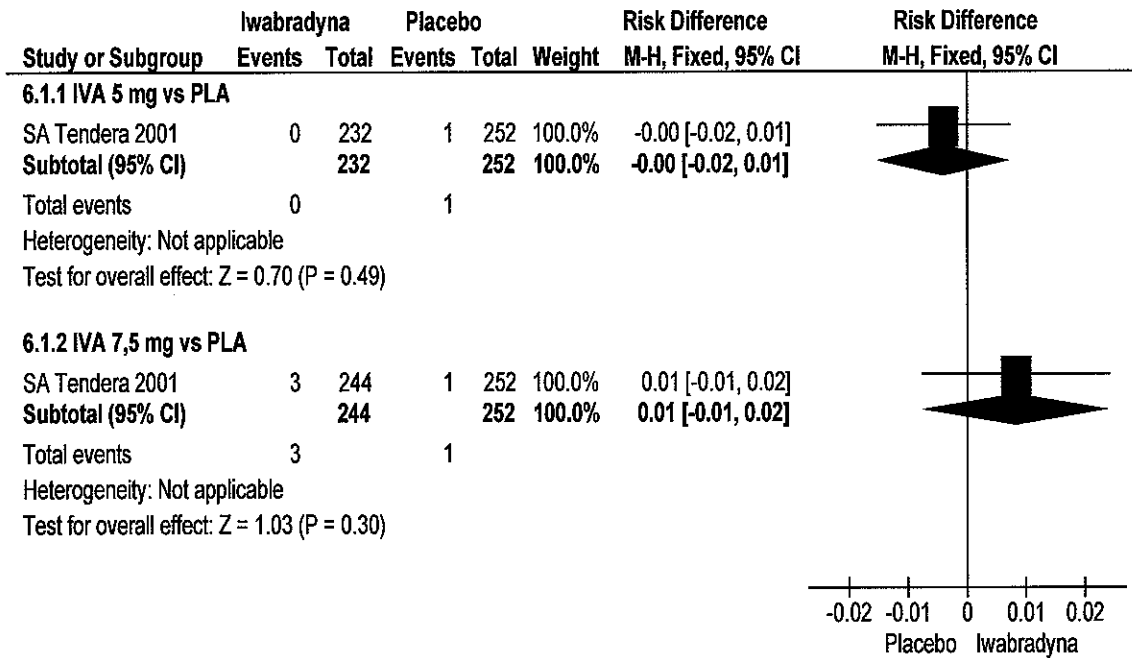 Iwabradyna Placebo Risk Difference Risk Difference
Study or Subgroup Events Total Events Total Weight M-H, Fixed, 95% CI M-H, Fixed, 95% CI
6.1.1 IVA 5 mg vs PLA
SA Tendera 2001 0 232 1 252 100.0% -0.00 [-0.02, 0.01]
Subtotal (95% CI) 232 252 100.0% -0.00 [-0.02, 0.01]
Total events 0 1
Heterogeneity: Not applicable
Test for overall effect: Z = 0.70 (P = 0.49)
6.1.2 IVA 7,5 mg vs PLA
SA Tendera 2001 3 244 1 252 100.0% 0.01 [-0.01, 0.02]
Subtotal (95% CI) 244 252 100.0% 0.01 [-0.01, 0.02]
Total events 3 1
Heterogeneity: Not applicable
Test for overall effect: Z = 1.03 (P = 0.30)
-0.02 -0.01 0 0.01 0.02
Placebo Iwabradyna